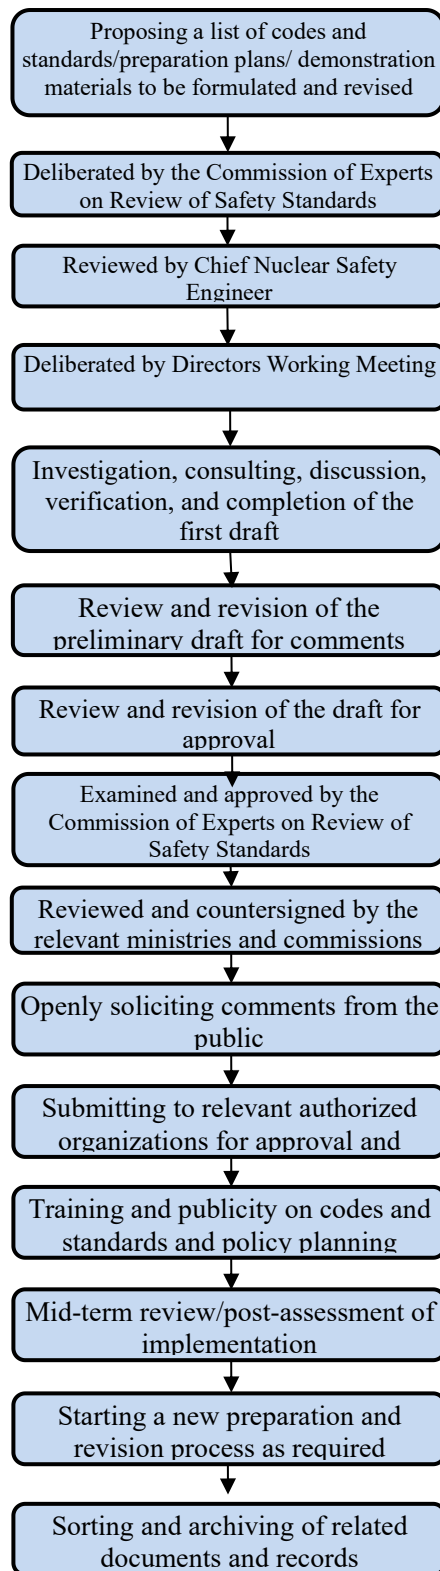 Proposing a list of codes and
standards/preparation plans/ demonstration
materials to be formulated and revised
Deliberated by the Commission of Experts
on Review of Safety Standards
Reviewed by Chief Nuclear Safety
Engineer
Deliberated by Directors Working Meeting
Investigation, consulting, discussion,
verification, and completion of the
first draft
Review and revision of the
preliminary draft for comments
Review and revision of the draft for
approval
Examined and approved by the
Commission of Experts on Review of
Safety Standards
Reviewed and countersigned by the
relevant ministries and commissions
Openly soliciting comments from the
public
Submitting to relevant authorized
organizations for approval and
Training and publicity on codes and
standards and policy planning
Mid-term review/post-assessment of
implementation
Starting a new preparation and
revision process as required
Sorting and archiving of related
documents and records